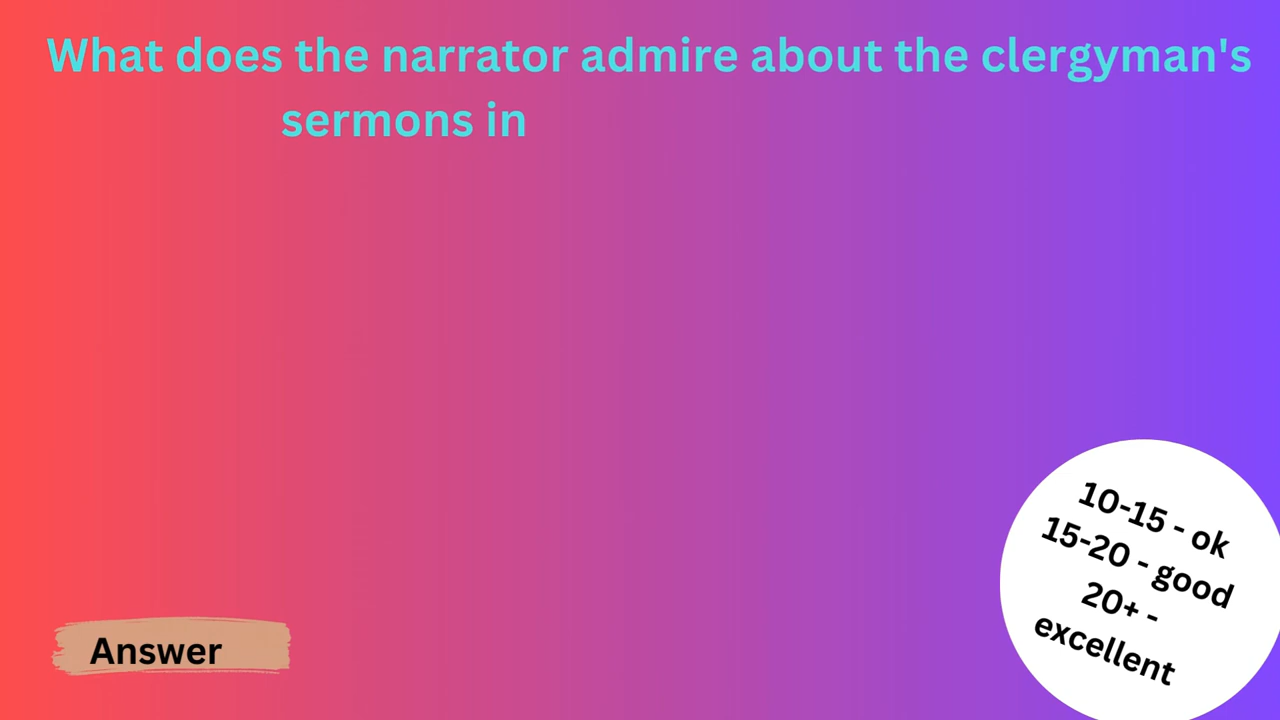 What does the narrator admire about the clergyman's
sermons in
10-15 - ok
15-20 - good
20+ -
excellent
Answer